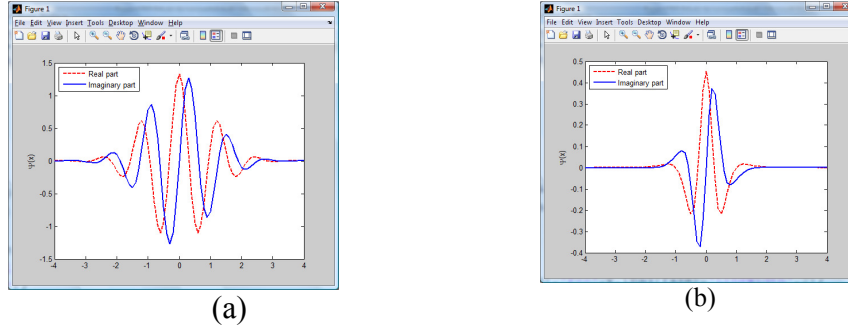 Figure 1
File Edit View Insert Tools Desktop Window Help
1.5
1
0.5
0
-0.5
-1
-1.5
Ψ(x)
Real part
Imaginary part
-4 -3 -2 -1 0 1 2 3 4
(a)
Figure 1
File Edit View Insert Tools Desktop Window Help
0.5
0.4
0.3
0.2
0.1
0
-0.1
-0.2
-0.3
-0.4
Ψ(x)
Real part
Imaginary part
-4 -3 -2 -1 0 1 2 3 4
(b)